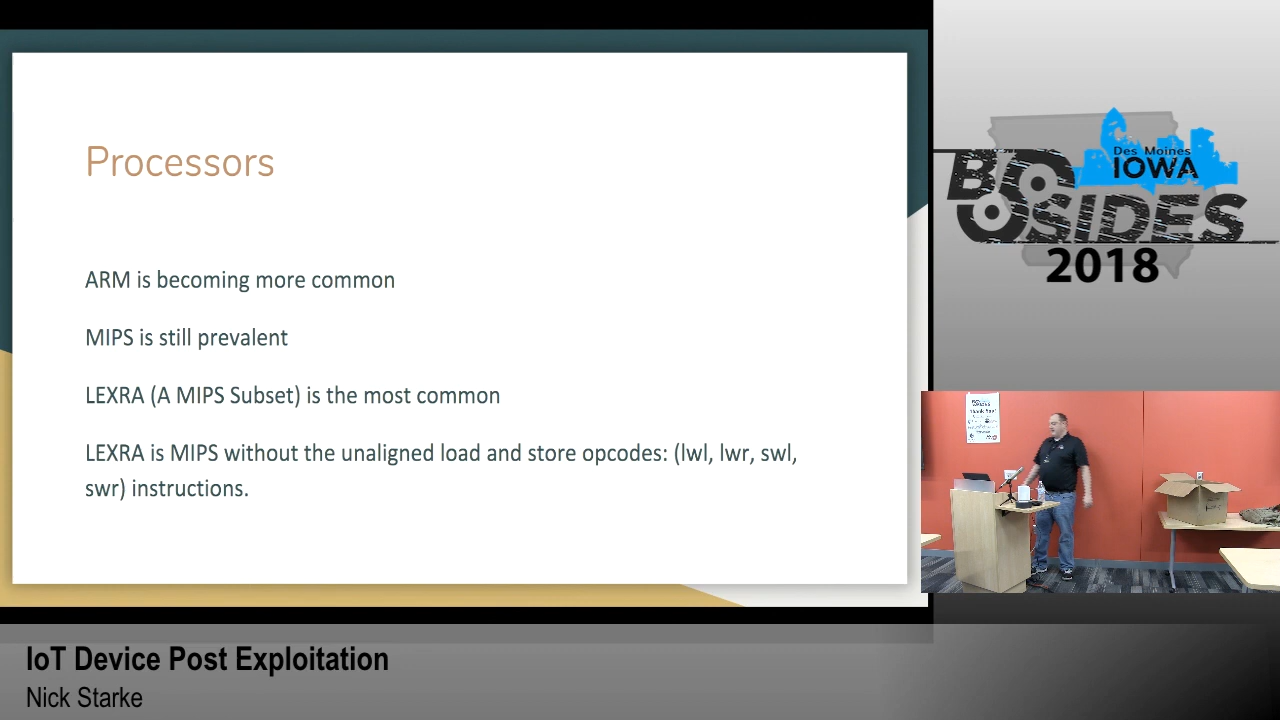 Processors
ARM is becoming more common
MIPS is still prevalent
LEXRA (A MIPS Subset) is the most common
LEXRA is MIPS without the unaligned load and store opcodes: (lwl, lwr, swl,
swr) instructions.
Des Moines
IOWA
BSIDES
2018
Thank You!
IoT Device Post Exploitation
Nick Starke